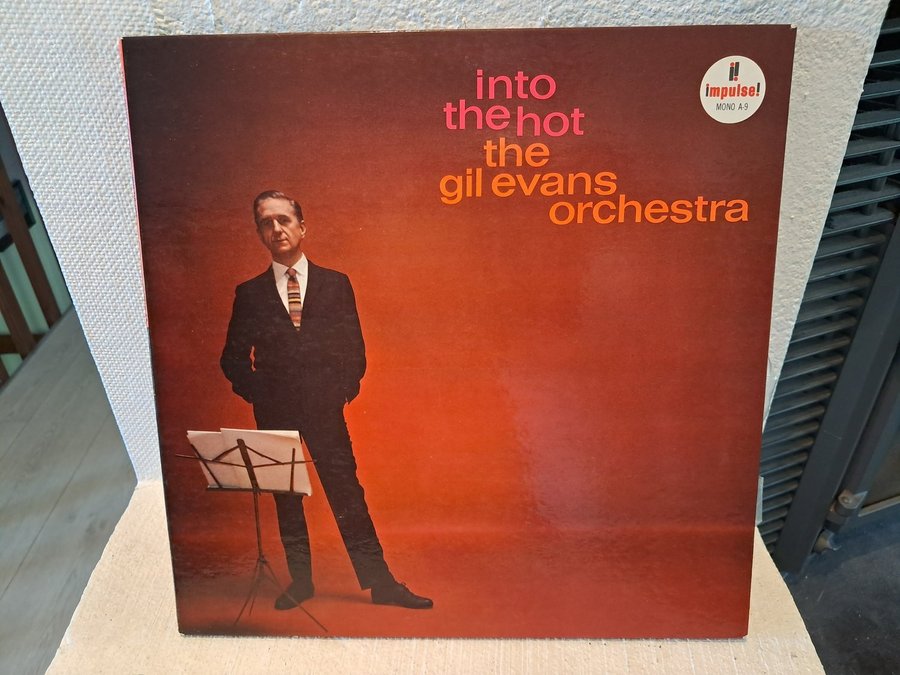 into
the hot
the
gil evans
orchestra
impulse!
MONO A-9